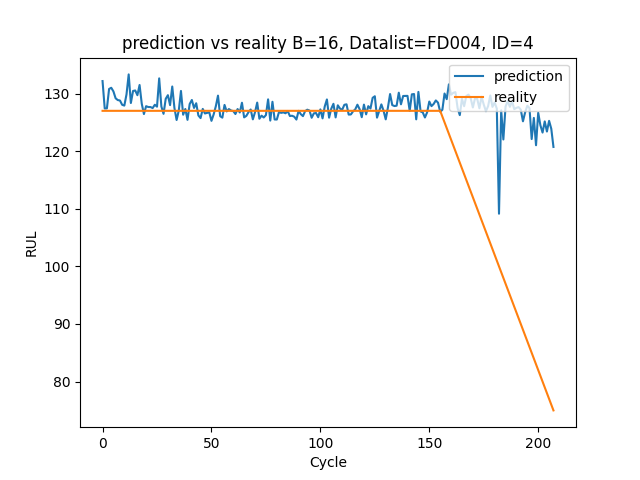 prediction vs reality B=16, Datalist=FD004, ID=4
prediction
reality
130
120
110
100
90
80
RUL
0
50
100
150
200
Cycle